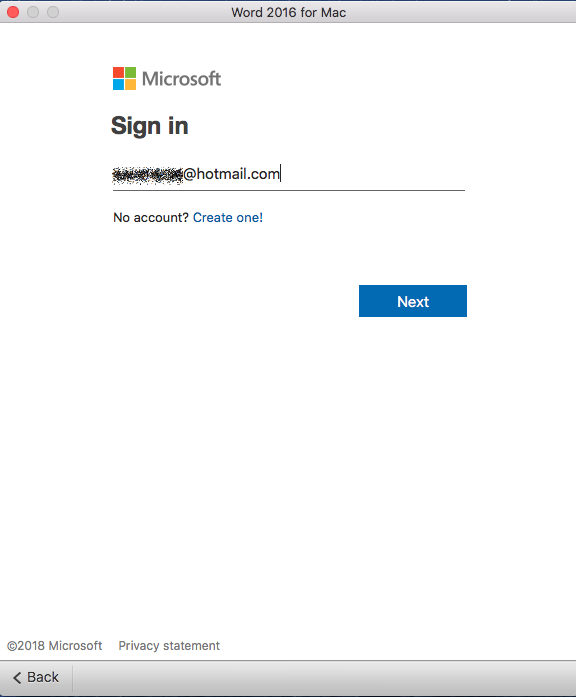 Word 2016 for Mac
Microsoft
Sign in
@hotmail.com
No account? Create one!
Next
©2018 Microsoft Privacy statement
Back